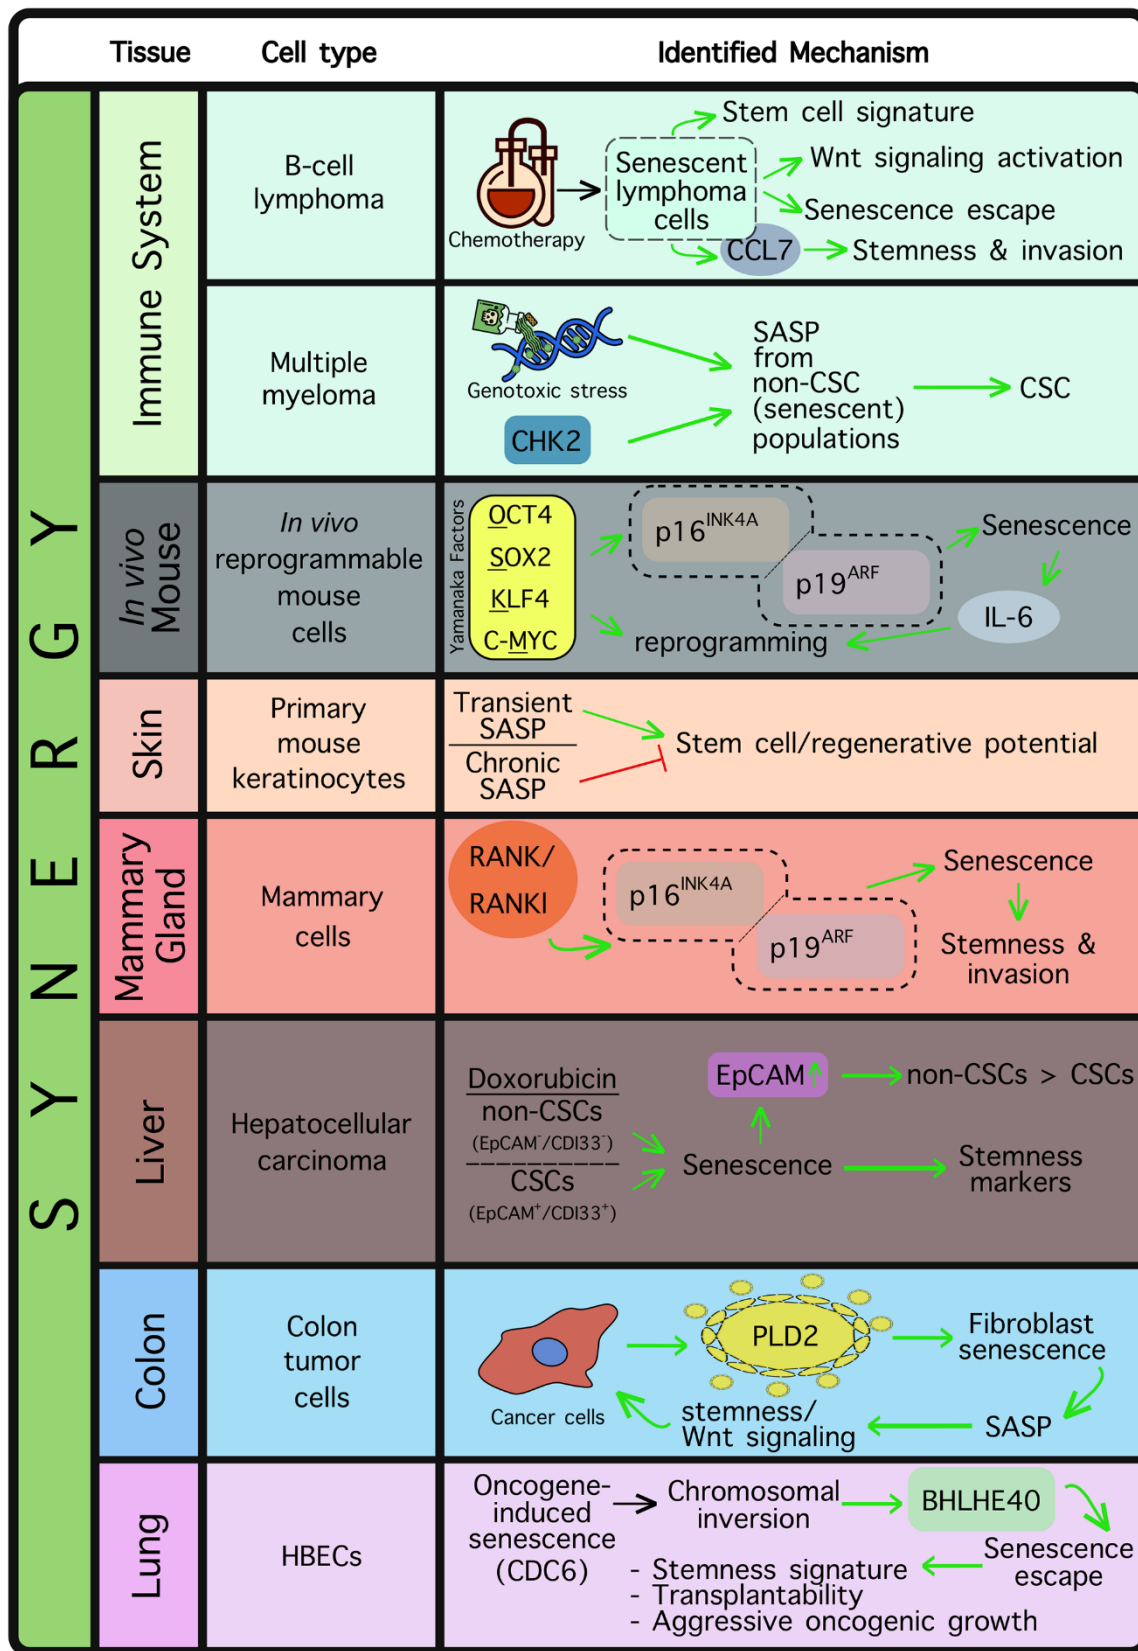 Tissue Cell type Identified Mechanism
SYNERGY
Immune System
B-cell
lymphoma
Chemotherapy
Senescent
lymphoma
cells
Stem cell signature
Wnt signaling activation
Senescence escape
CCL7
Stemness & invasion
Multiple
myeloma
Genotoxic stress
CHK2
SASP
from
non-CSC
(senescent)
populations
CSC
In vivo
Mouse
In vivo
reprogrammable
mouse
cells
Yamanaka Factors
OCT4
SOX2
KLF4
C-MYC
p16INK4A
p19ARF
Senescence
IL-6
reprogramming
Skin
Primary
mouse
keratinocytes
Transient
SASP
Chronic
SASP
Stem cell/regenerative potential
Mammary
Gland
Mammary
cells
RANK/
RANKl
p16INK4A
p19ARF
Senescence
Stemness &
invasion
Liver
Hepatocellular
carcinoma
Doxorubicin
non-CSCs
(EpCAM-/CDI33-)
CSCs
(EpCAM+/CDI33+)
Senescence
EpCAM↑
non-CSCs > CSCs
Stemness
markers
Colon
Colon
tumor
cells
Cancer cells
PLD2
Fibroblast
senescence
SASP
stemness/
Wnt signaling
Lung
HBECs
Oncogene-
induced
senescence
(CDC6)
Chromosomal
inversion
BHLHE40
Senescence
escape
- Stemness signature
- Transplantability
- Aggressive oncogenic growth